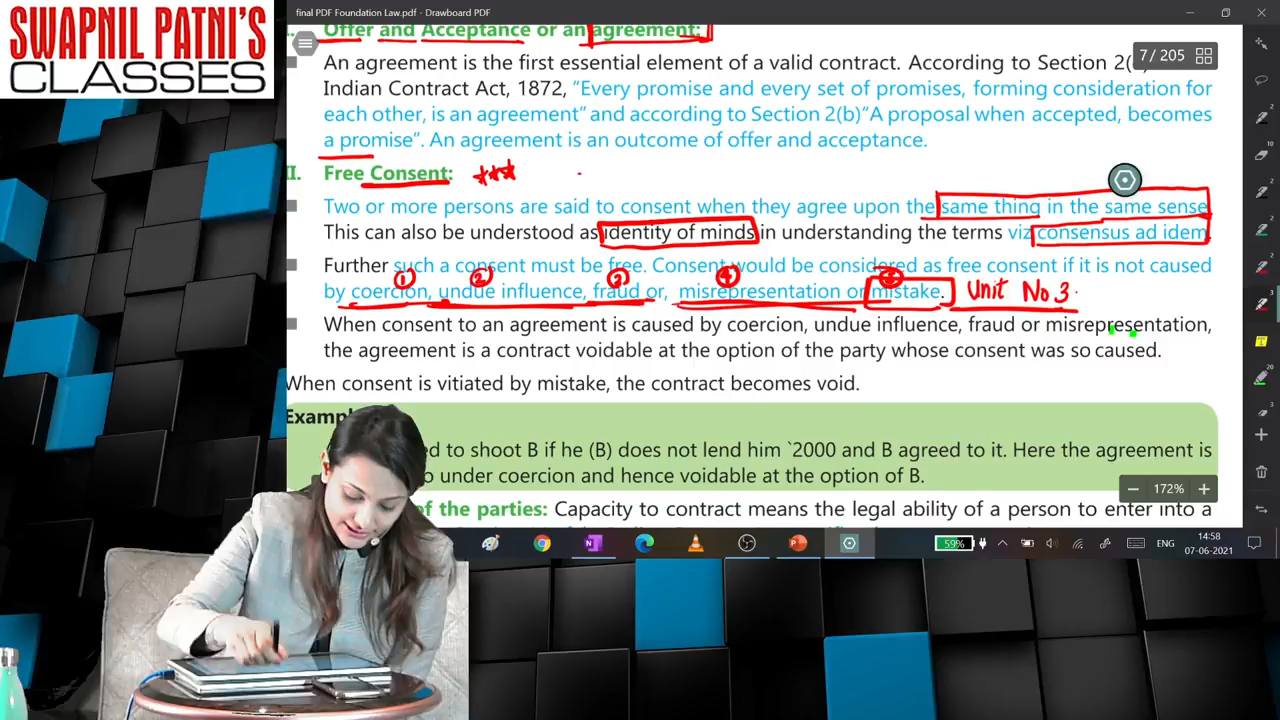 SWAPNIL PATNI'S
CLASSES
final PDF Foundation Law.pdf - Drawboard PDF
Offer and Acceptance or an agreement:
7 / 205
An agreement is the first essential element of a valid contract. According to Section 2(
Indian Contract Act, 1872, “Every promise and every set of promises, forming consideration for
each other, is an agreement” and according to Section 2(b)“A proposal when accepted, becomes
a promise”. An agreement is an outcome of offer and acceptance.
II. Free Consent:
Two or more persons are said to consent when they agree upon the same thing in the same sense.
This can also be understood as identity of minds in understanding the terms viz consensus ad idem.
Further such a consent must be free. Consent would be considered as free consent if it is not caused
1 2 3 4
by coercion, undue influence, fraud or, misrepresentation or mistake. Unit No 3
When consent to an agreement is caused by coercion, undue influence, fraud or misrepresentation,
the agreement is a contract voidable at the option of the party whose consent was so caused.
When consent is vitiated by mistake, the contract becomes void.
Exampl
ed to shoot B if he (B) does not lend him `2000 and B agreed to it. Here the agreement is
o under coercion and hence voidable at the option of B.
172%
of the parties: Capacity to contract means the legal ability of a person to enter into a
59%
ENG
14:58
07-06-2021